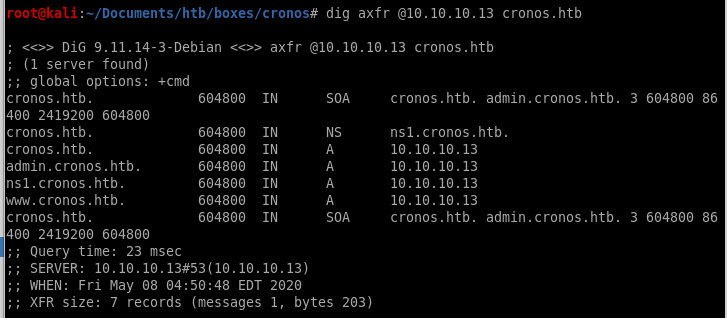 root@kali:~/Documents/htb/boxes/cronos# dig axfr @10.10.10.13 cronos.htb
; <<>> DiG 9.11.14-3-Debian <<>> axfr @10.10.10.13 cronos.htb
; (1 server found)
;; global options: +cmd
cronos.htb. 604800 IN SOA cronos.htb. admin.cronos.htb. 3 604800 86
400 2419200 604800
cronos.htb. 604800 IN NS ns1.cronos.htb.
cronos.htb. 604800 IN A 10.10.10.13
admin.cronos.htb. 604800 IN A 10.10.10.13
ns1.cronos.htb. 604800 IN A 10.10.10.13
www.cronos.htb. 604800 IN A 10.10.10.13
cronos.htb. 604800 IN SOA cronos.htb. admin.cronos.htb. 3 604800 86
400 2419200 604800
;; Query time: 23 msec
;; SERVER: 10.10.10.13#53(10.10.10.13)
;; WHEN: Fri May 08 04:50:48 EDT 2020
;; XFR size: 7 records (messages 1, bytes 203)